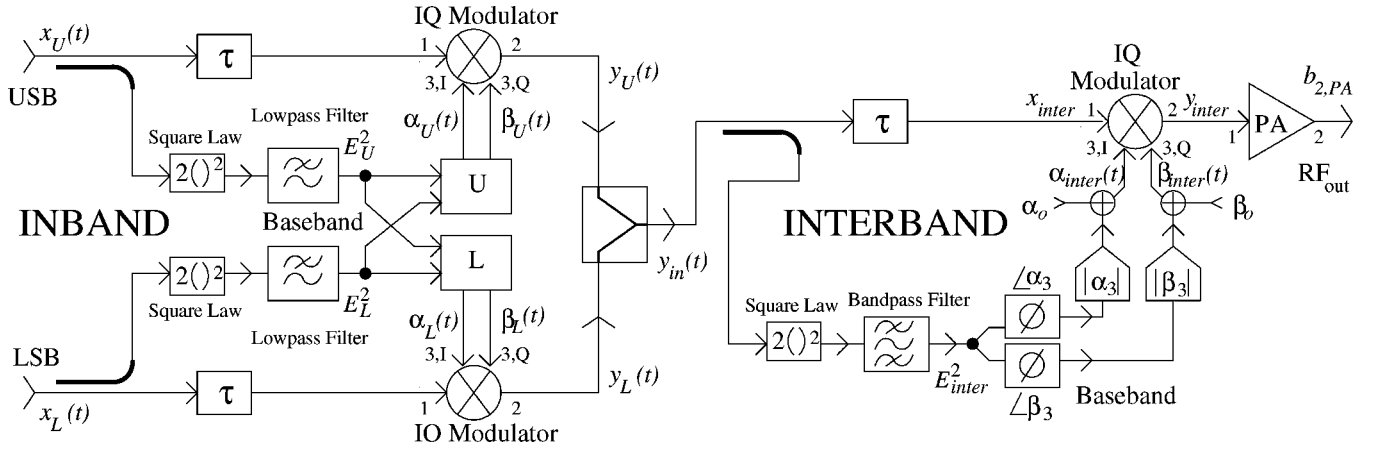 x_U(t)
USB
τ
IQ Modulator
1
2
3,I
3,Q
α_U(t)
β_U(t)
y_U(t)
Square Law
2()²
Lowpass Filter
E²_U
U
INBAND
Baseband
L
2()²
Square Law
E²_L
Lowpass Filter
α_L(t)
β_L(t)
3,I
3,Q
LSB
x_L(t)
τ
1
2
IO Modulator
y_L(t)
y_in(t)
INTERBAND
τ
IQ
Modulator
x_inter
1
2
y_inter
3,I
3,Q
α_inter(t)
β_inter(t)
α_o
β_o
PA
1
2
b_2,PA
RF_out
Square Law
2()²
Bandpass Filter
E²_inter
∠α_3
∅
|α_3|
|β_3|
∅
∠β_3
Baseband